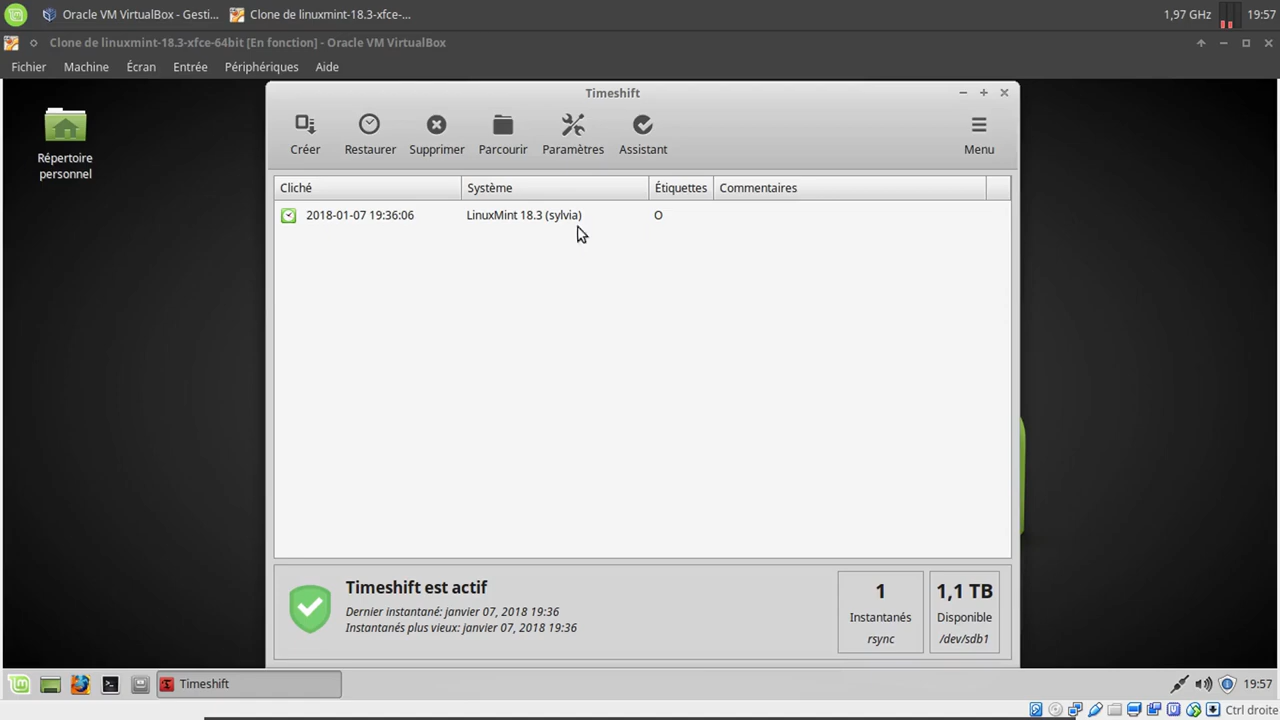 Oracle VM VirtualBox - Gesti...
Clone de linuxmint-18.3-xfce-...
1,97 GHz
19:57
Clone de linuxmint-18.3-xfce-64bit [En fonction] - Oracle VM VirtualBox
Fichier Machine Écran Entrée Périphériques Aide
Répertoire
personnel
Timeshift
Créer Restaurer Supprimer Parcourir Paramètres Assistant Menu
Cliché Système Étiquettes Commentaires
2018-01-07 19:36:06 LinuxMint 18.3 (sylvia) O
Timeshift est actif
Dernier instantané: janvier 07, 2018 19:36
Instantanés plus vieux: janvier 07, 2018 19:36
1
Instantanés
rsync
1,1 TB
Disponible
/dev/sdb1
Timeshift
19:57
Ctrl droite